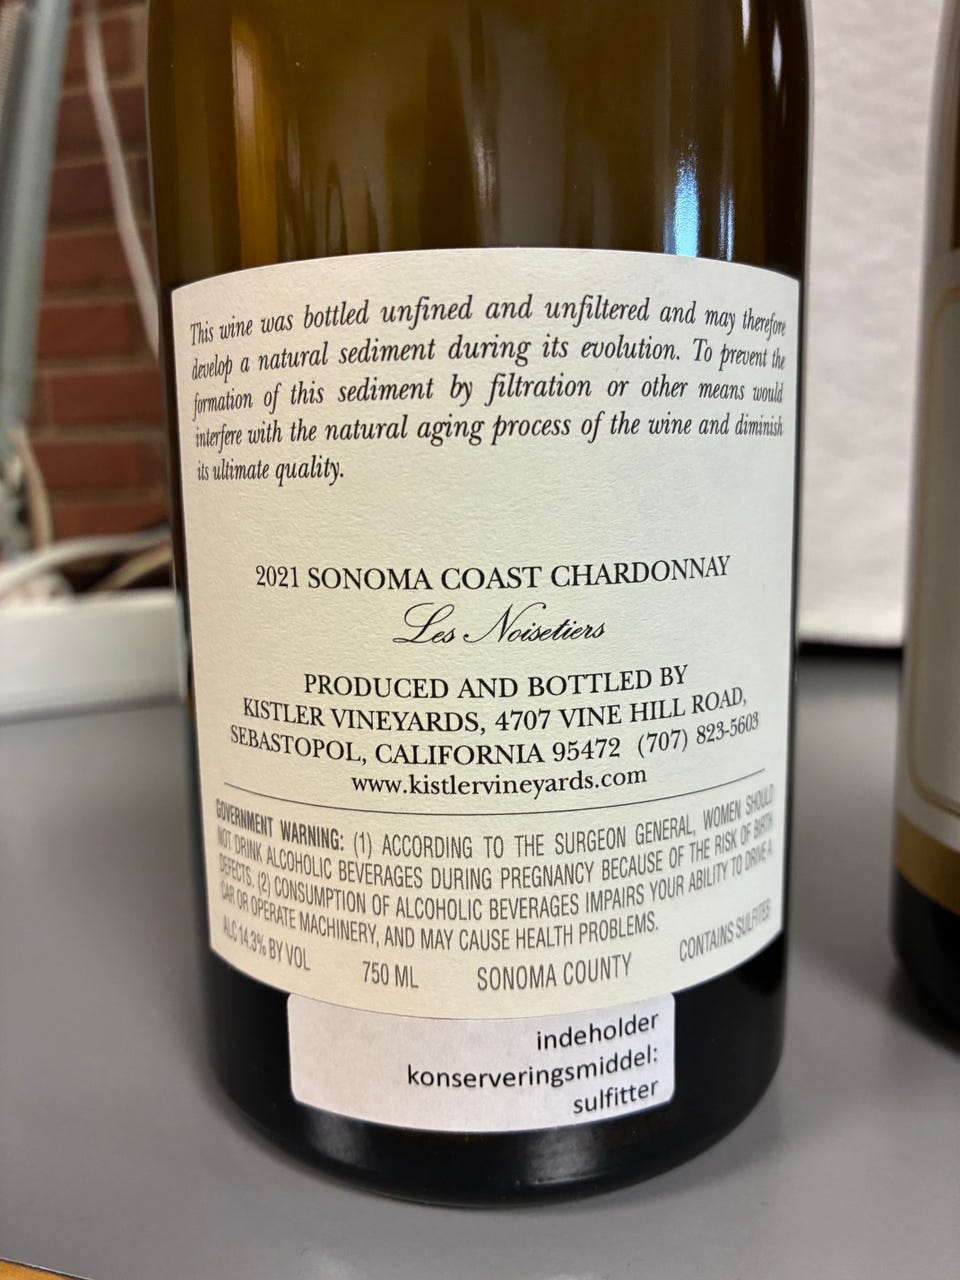 This wine was bottled unfined and unfiltered and may therefore
develop a natural sediment during its evolution. To prevent the
formation of this sediment by filtration or other means would
interfere with the natural aging process of the wine and diminish
its ultimate quality.
2021 SONOMA COAST CHARDONNAY
Les Noisetiers
PRODUCED AND BOTTLED BY
KISTLER VINEYARDS, 4707 VINE HILL ROAD,
SEBASTOPOL, CALIFORNIA 95472 (707) 823-5603
www.kistlervineyards.com
GOVERNMENT WARNING: (1) ACCORDING TO THE SURGEON GENERAL, WOMEN SHOULD
NOT DRINK ALCOHOLIC BEVERAGES DURING PREGNANCY BECAUSE OF THE RISK OF BIRTH
DEFECTS. (2) CONSUMPTION OF ALCOHOLIC BEVERAGES IMPAIRS YOUR ABILITY TO DRIVE A
CAR OR OPERATE MACHINERY, AND MAY CAUSE HEALTH PROBLEMS.
ALC 14.3% BY VOL 750 ML SONOMA COUNTY CONTAINS SULFITES
indeholder
konserveringsmiddel:
sulfitter